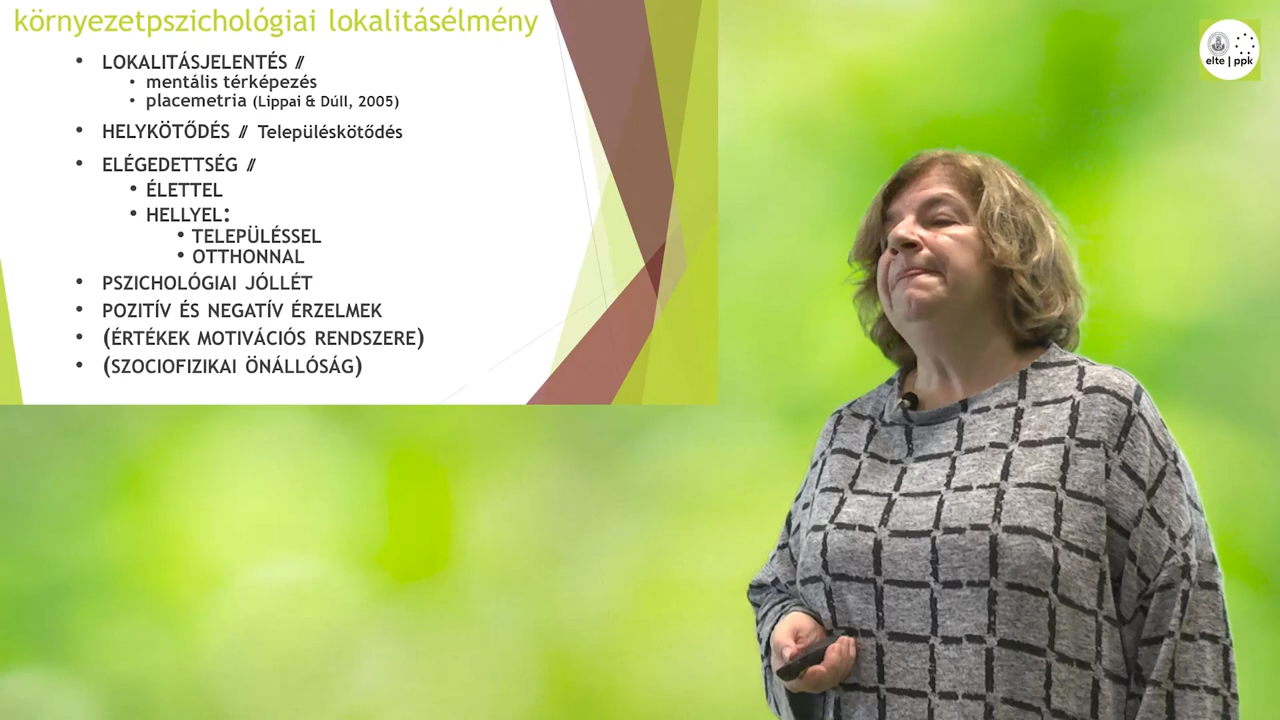 környezetpszichológiai lokalitásélmény
• LOKALITÁSJELENTÉS //
• mentális térképezés
• placemetria (Lippai & Dúll, 2005)
• HELYKÖTŐDÉS // Településkötődés
• ELÉGEDETTSÉG //
• ÉLETTEL
• HELLYEL:
• TELEPÜLÉSSEL
• OTTHONNAL
• PSZICHOLÓGIAI JÓLLÉT
• POZITÍV ÉS NEGATÍV ÉRZELMEK
• (ÉRTÉKEK MOTIVÁCIÓS RENDSZERE)
• (SZOCIOFIZIKAI ÖNÁLLÓSÁG)
elte | ppk